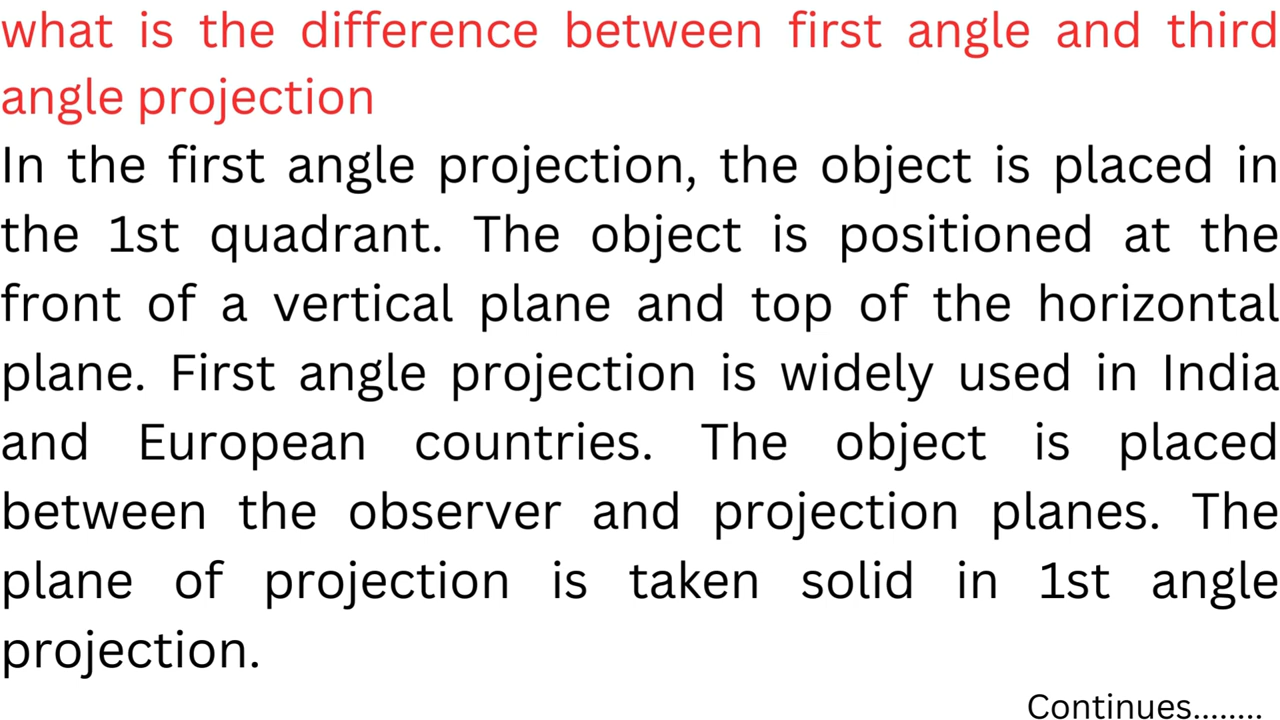 what is the difference between first angle and third
angle projection
In the first angle projection, the object is placed in
the 1st quadrant. The object is positioned at the
front of a vertical plane and top of the horizontal
plane. First angle projection is widely used in India
and European countries. The object is placed
between the observer and projection planes. The
plane of projection is taken solid in 1st angle
projection.
Continues........